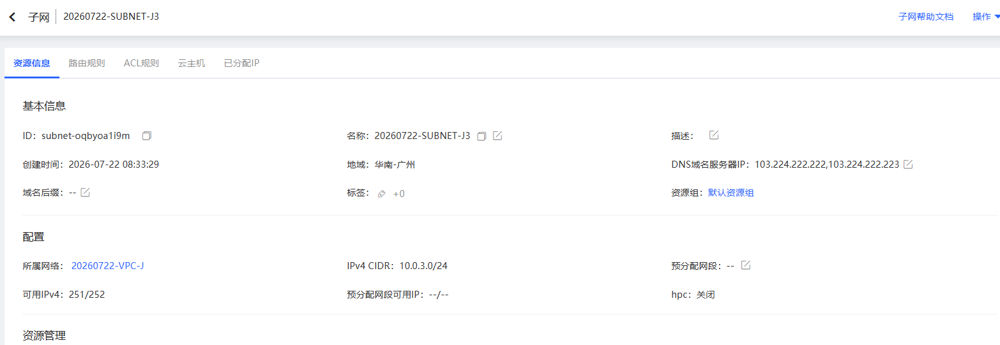 子网 20260722-SUBNET-J3 子网帮助文档 操作
资源信息 路由规则 ACL规则 云主机 已分配IP
基本信息
ID：subnet-oqbyoa1i9m 名称：20260722-SUBNET-J3 描述：
创建时间：2026-07-22 08:33:29 地域：华南-广州 DNS域名服务器IP：103.224.222.222,103.224.222.223
域名后缀：-- 标签： +0 资源组：默认资源组
配置
所属网络：20260722-VPC-J IPv4 CIDR：10.0.3.0/24 预分配网段：--
可用IPv4：251/252 预分配网段可用IP：--/-- hpc：关闭
资源管理